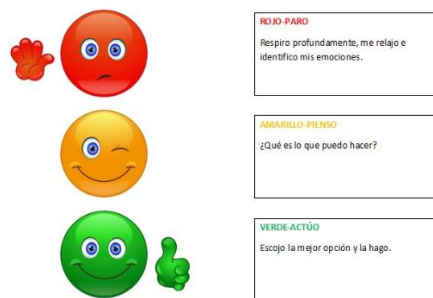 ROJO-PARO
Respiro profundamente, me relajo e
identifico mis emociones.
AMARILLO-PIENSO
¿Qué es lo que puedo hacer?
VERDE-ACTÚO
Escojo la mejor opción y la hago.